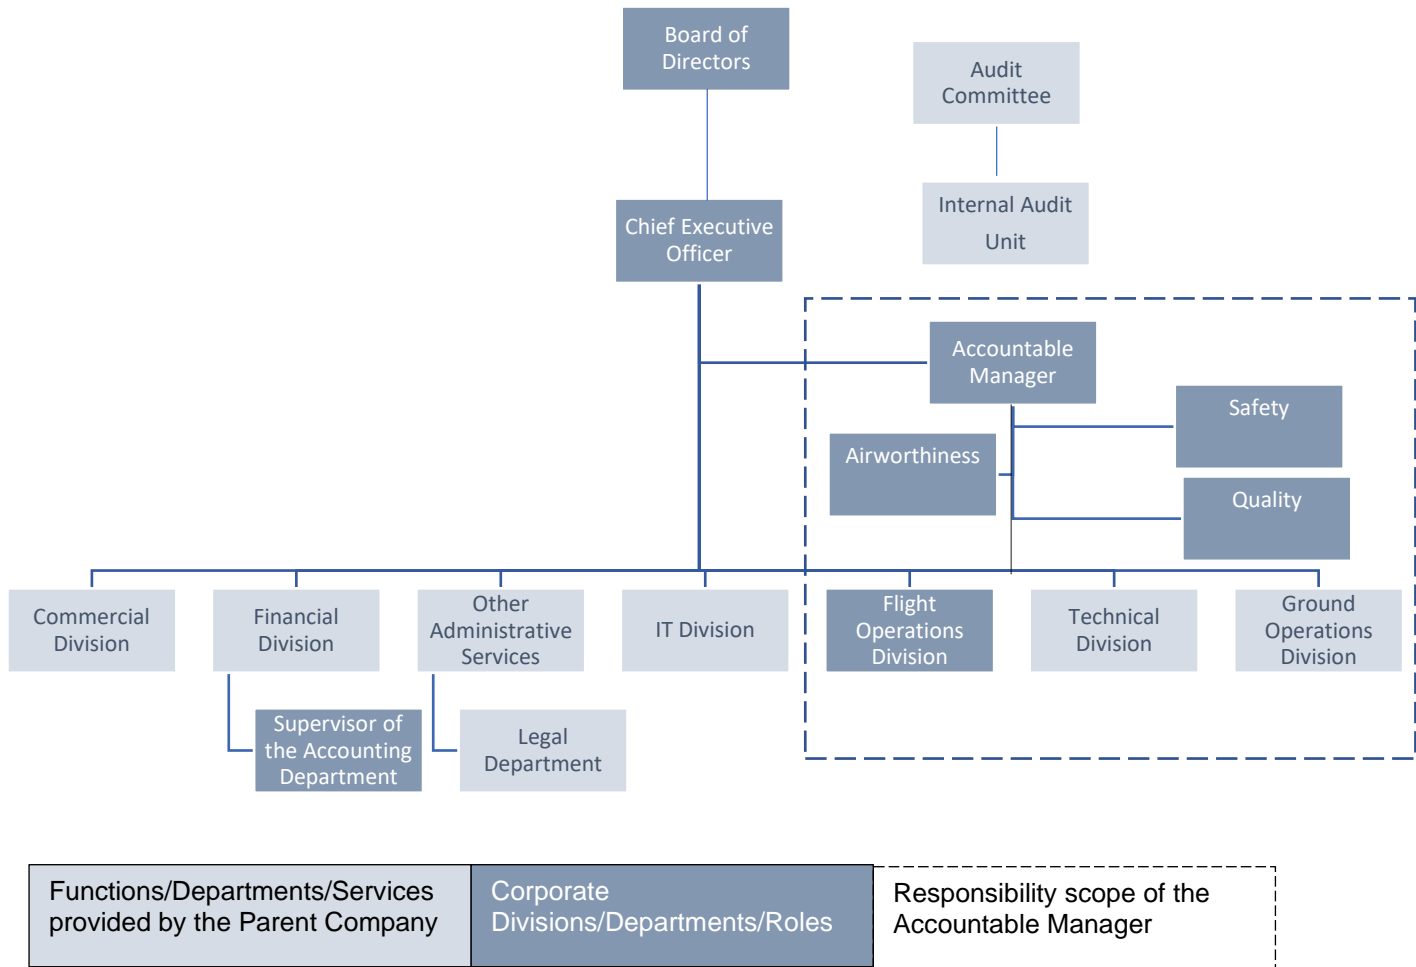 Board of
Directors
Audit
Committee
Internal Audit
Unit
Chief Executive
Officer
Accountable
Manager
Safety
Airworthiness
Quality
Commercial
Division
Financial
Division
Other
Administrative
Services
IT Division
Flight
Operations
Division
Technical
Division
Ground
Operations
Division
Supervisor of
the Accounting
Department
Legal
Department
Functions/Departments/Services
provided by the Parent Company
Corporate
Divisions/Departments/Roles
Responsibility scope of the
Accountable Manager